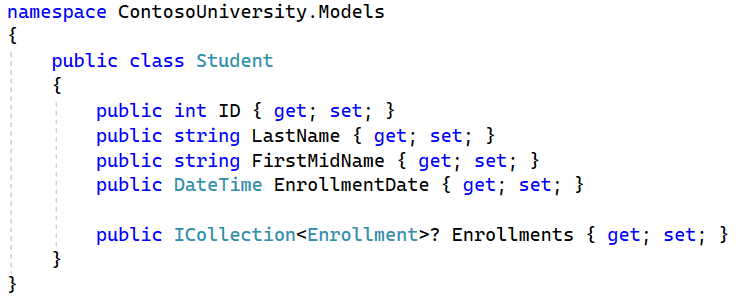 namespace ContosoUniversity.Models
{
    public class Student
    {
        public int ID { get; set; }
        public string LastName { get; set; }
        public string FirstMidName { get; set; }
        public DateTime EnrollmentDate { get; set; }

        public ICollection<Enrollment>? Enrollments { get; set; }
    }
}